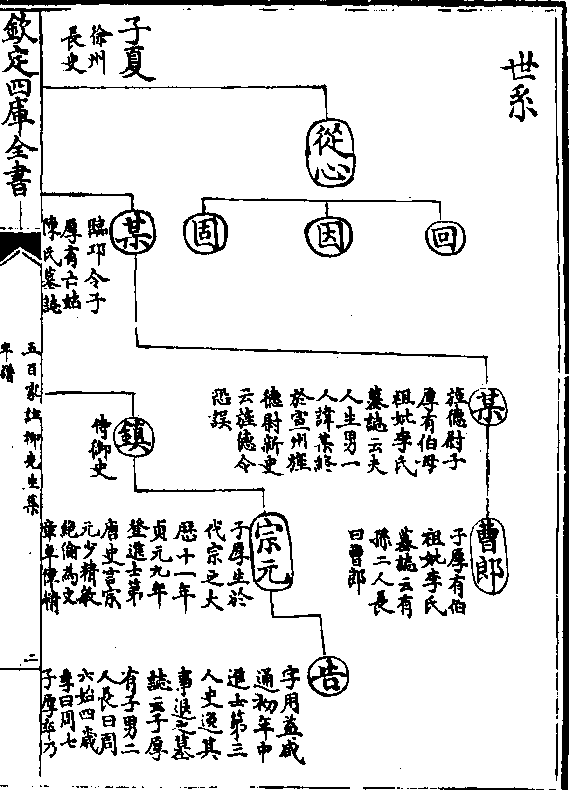 世系
從心
回
因
固
子夏
徐州
長史
某
臨邛令子
厚有亡姑
陳氏墓誌
某
旌德尉子
厚有伯母
祖妣李氏
墓誌云夫
人生男一
人諱某終
於宣州旌
德尉新史
云旌德令
恐誤
曹郎
子厚有伯
祖妣李氏
墓誌云有
孫二人長
曰曹郎
鎮
侍御史
宗元
子厚生於
代宗之大
厯十一年
貞元九年
登進士第
唐史言宗
元少精敏
絶倫為文
章卓偉精
告
字用益咸
通初年中
進士第三
人史逸其
事退之墓
誌云子厚
有子男二
人長曰周
六始四歲
季曰周七
子厚卒乃
欽定四庫全書
五百家註柳先生集
年譜
二